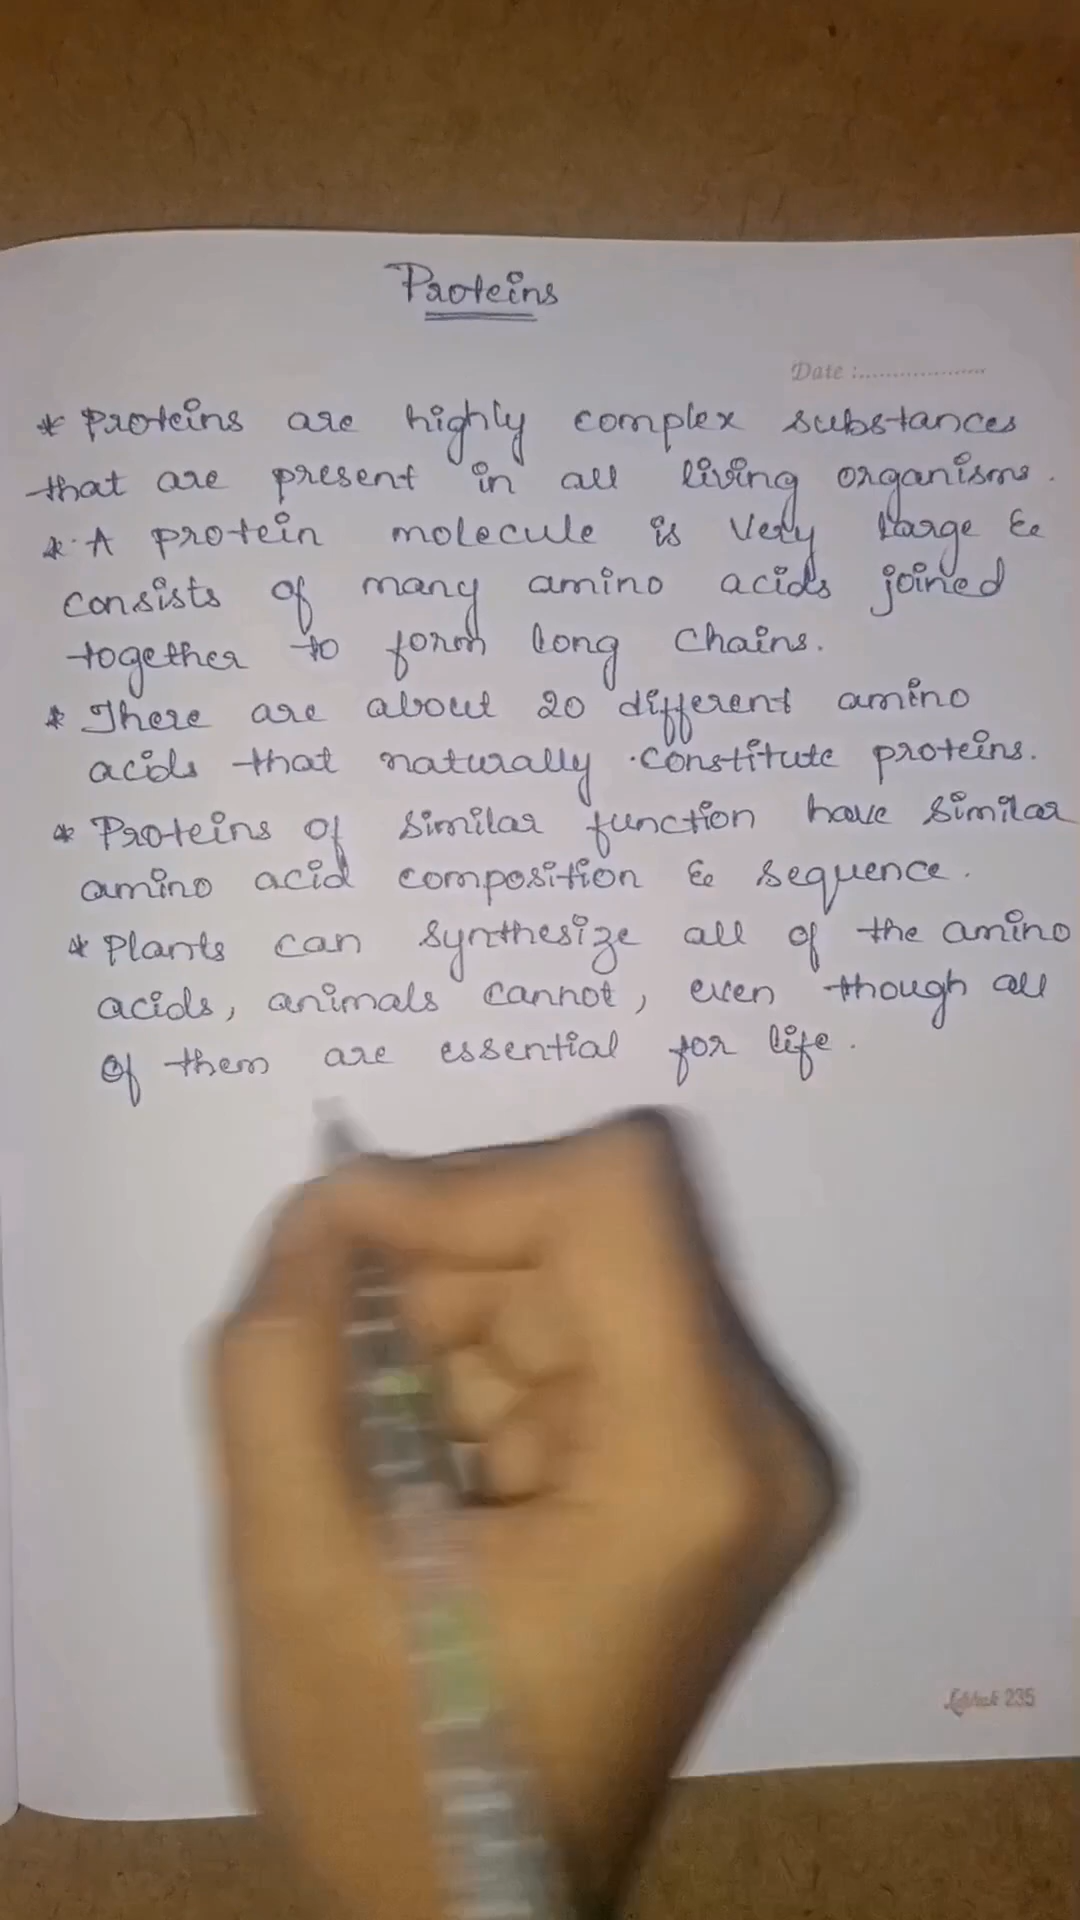 Proteins
Date :....................
* Proteins are highly complex substances
that are present in all living organisms.
* A protein molecule is very large &
consists of many amino acids joined
together to form long chains.
* There are about 20 different amino
acids that naturally constitute proteins.
* Proteins of similar function have similar
amino acid composition & sequence.
* Plants can synthesize all of the amino
acids, animals cannot, even though all
of them are essential for life.
235